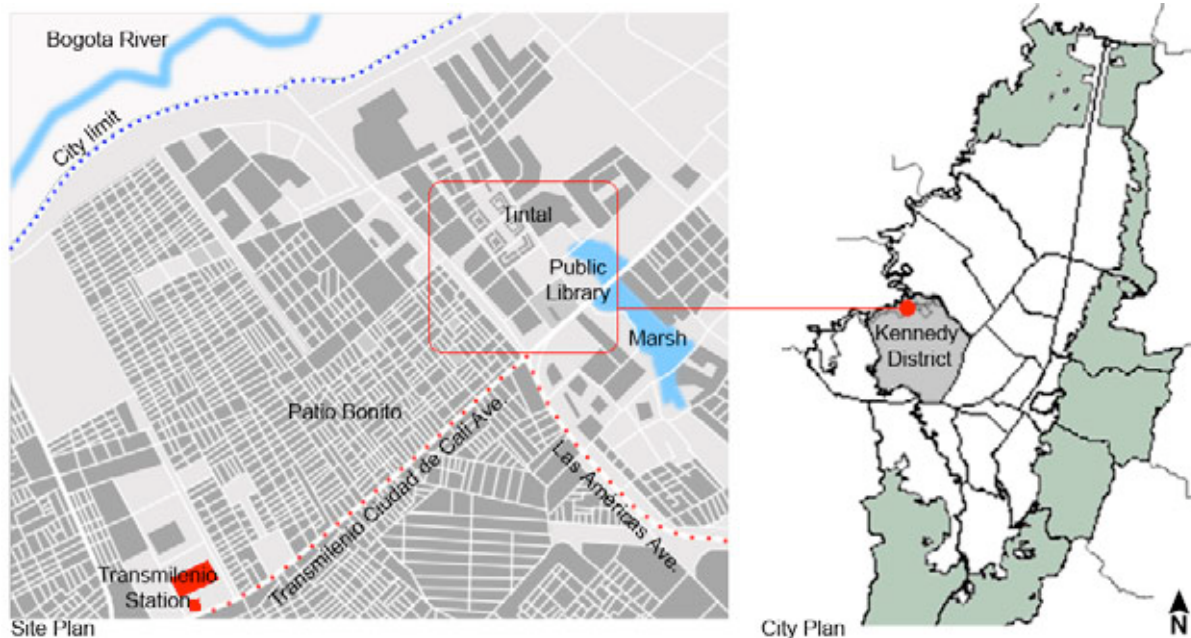 Bogota River
City limit
Tintal
Public
Library
Marsh
Patio Bonito
Transmilenio Ciudad de Cali Ave.
Las Américas Ave.
Transmilenio
Station
Site Plan
Kennedy
District
City Plan
N